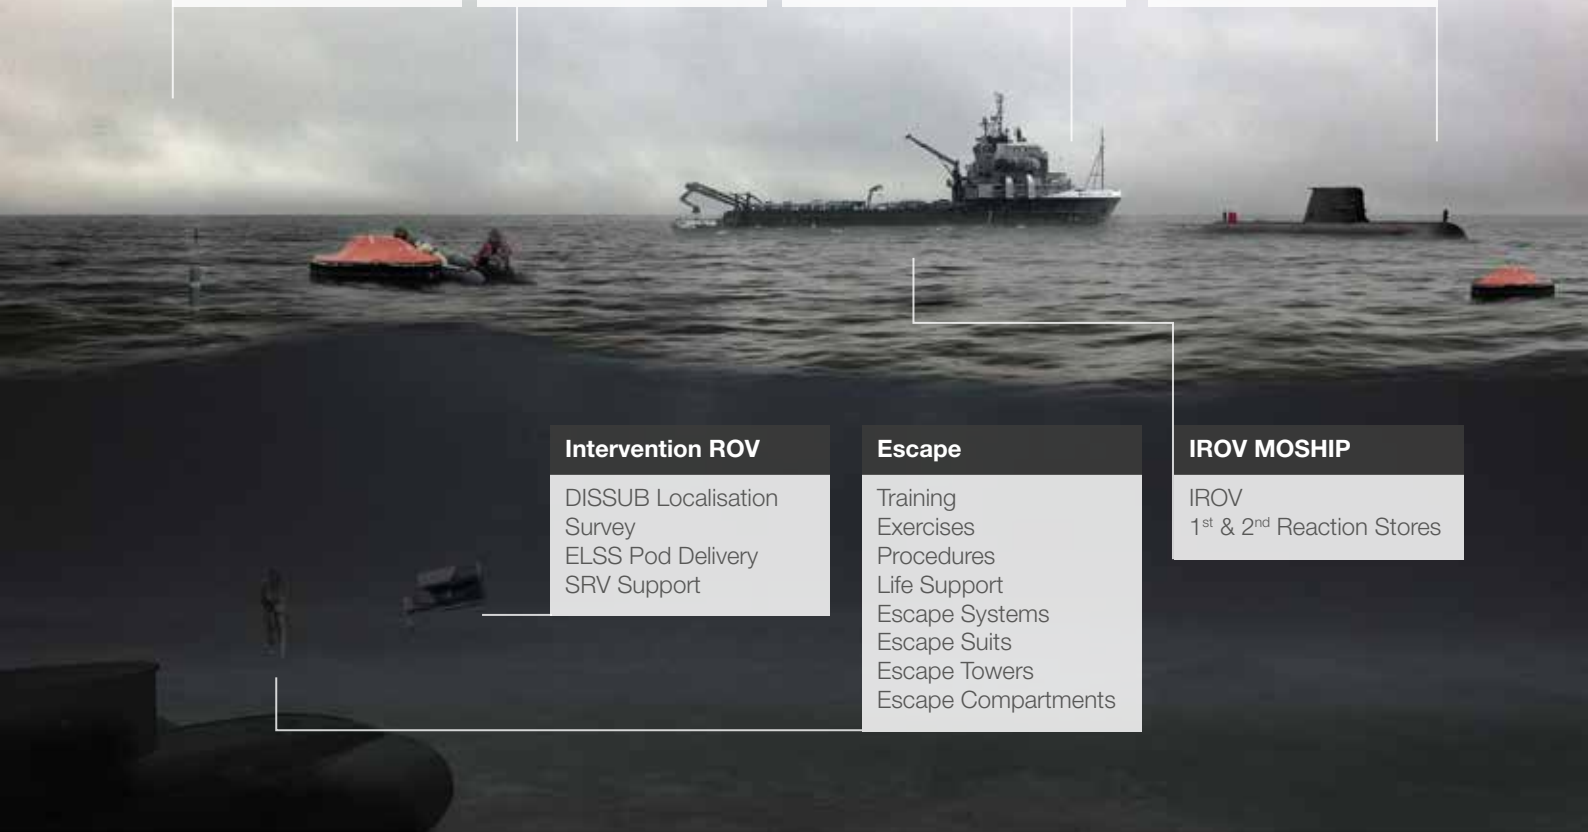 Intervention ROV
DISSUB Localisation
Survey
ELSS Pod Delivery
SRV Support
Escape
Training
Exercises
Procedures
Life Support
Escape Systems
Escape Suits
Escape Towers
Escape Compartments
IROV MOSHIP
IROV
1st & 2nd Reaction Stores